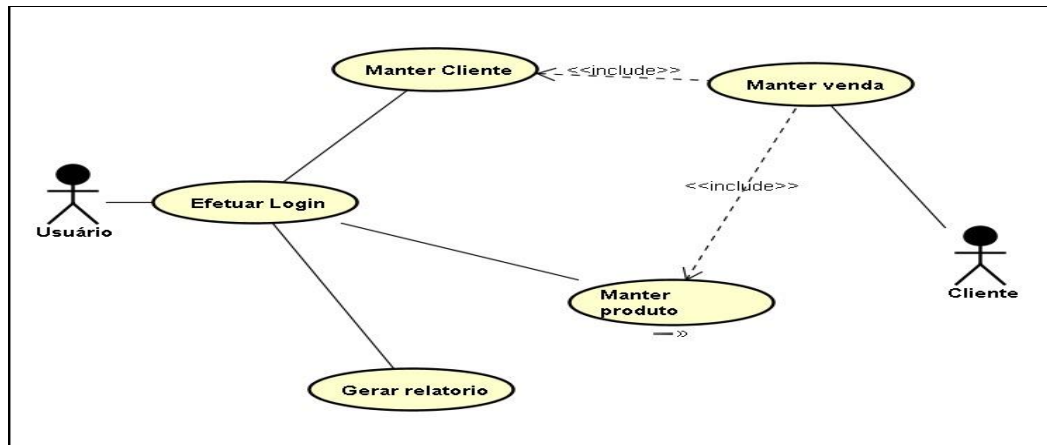 Manter Cliente
<<include>>
Manter venda
Efetuar Login
<<include>>
Usuário
Manter
produto
Cliente
Gerar relatorio